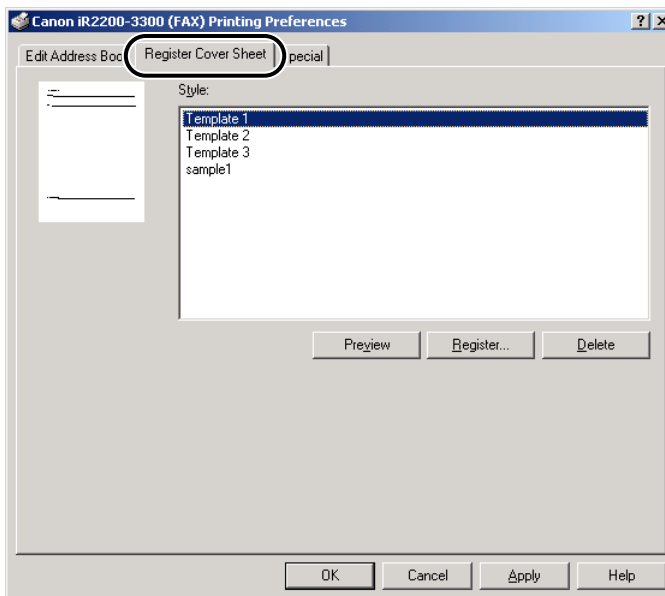 Canon iR2200-3300 (FAX) Printing Preferences
Edit Address Boo Register Cover Sheet pecial
Style:
Template 1
Template 2
Template 3
sample1
Preview Register... Delete
OK Cancel Apply Help